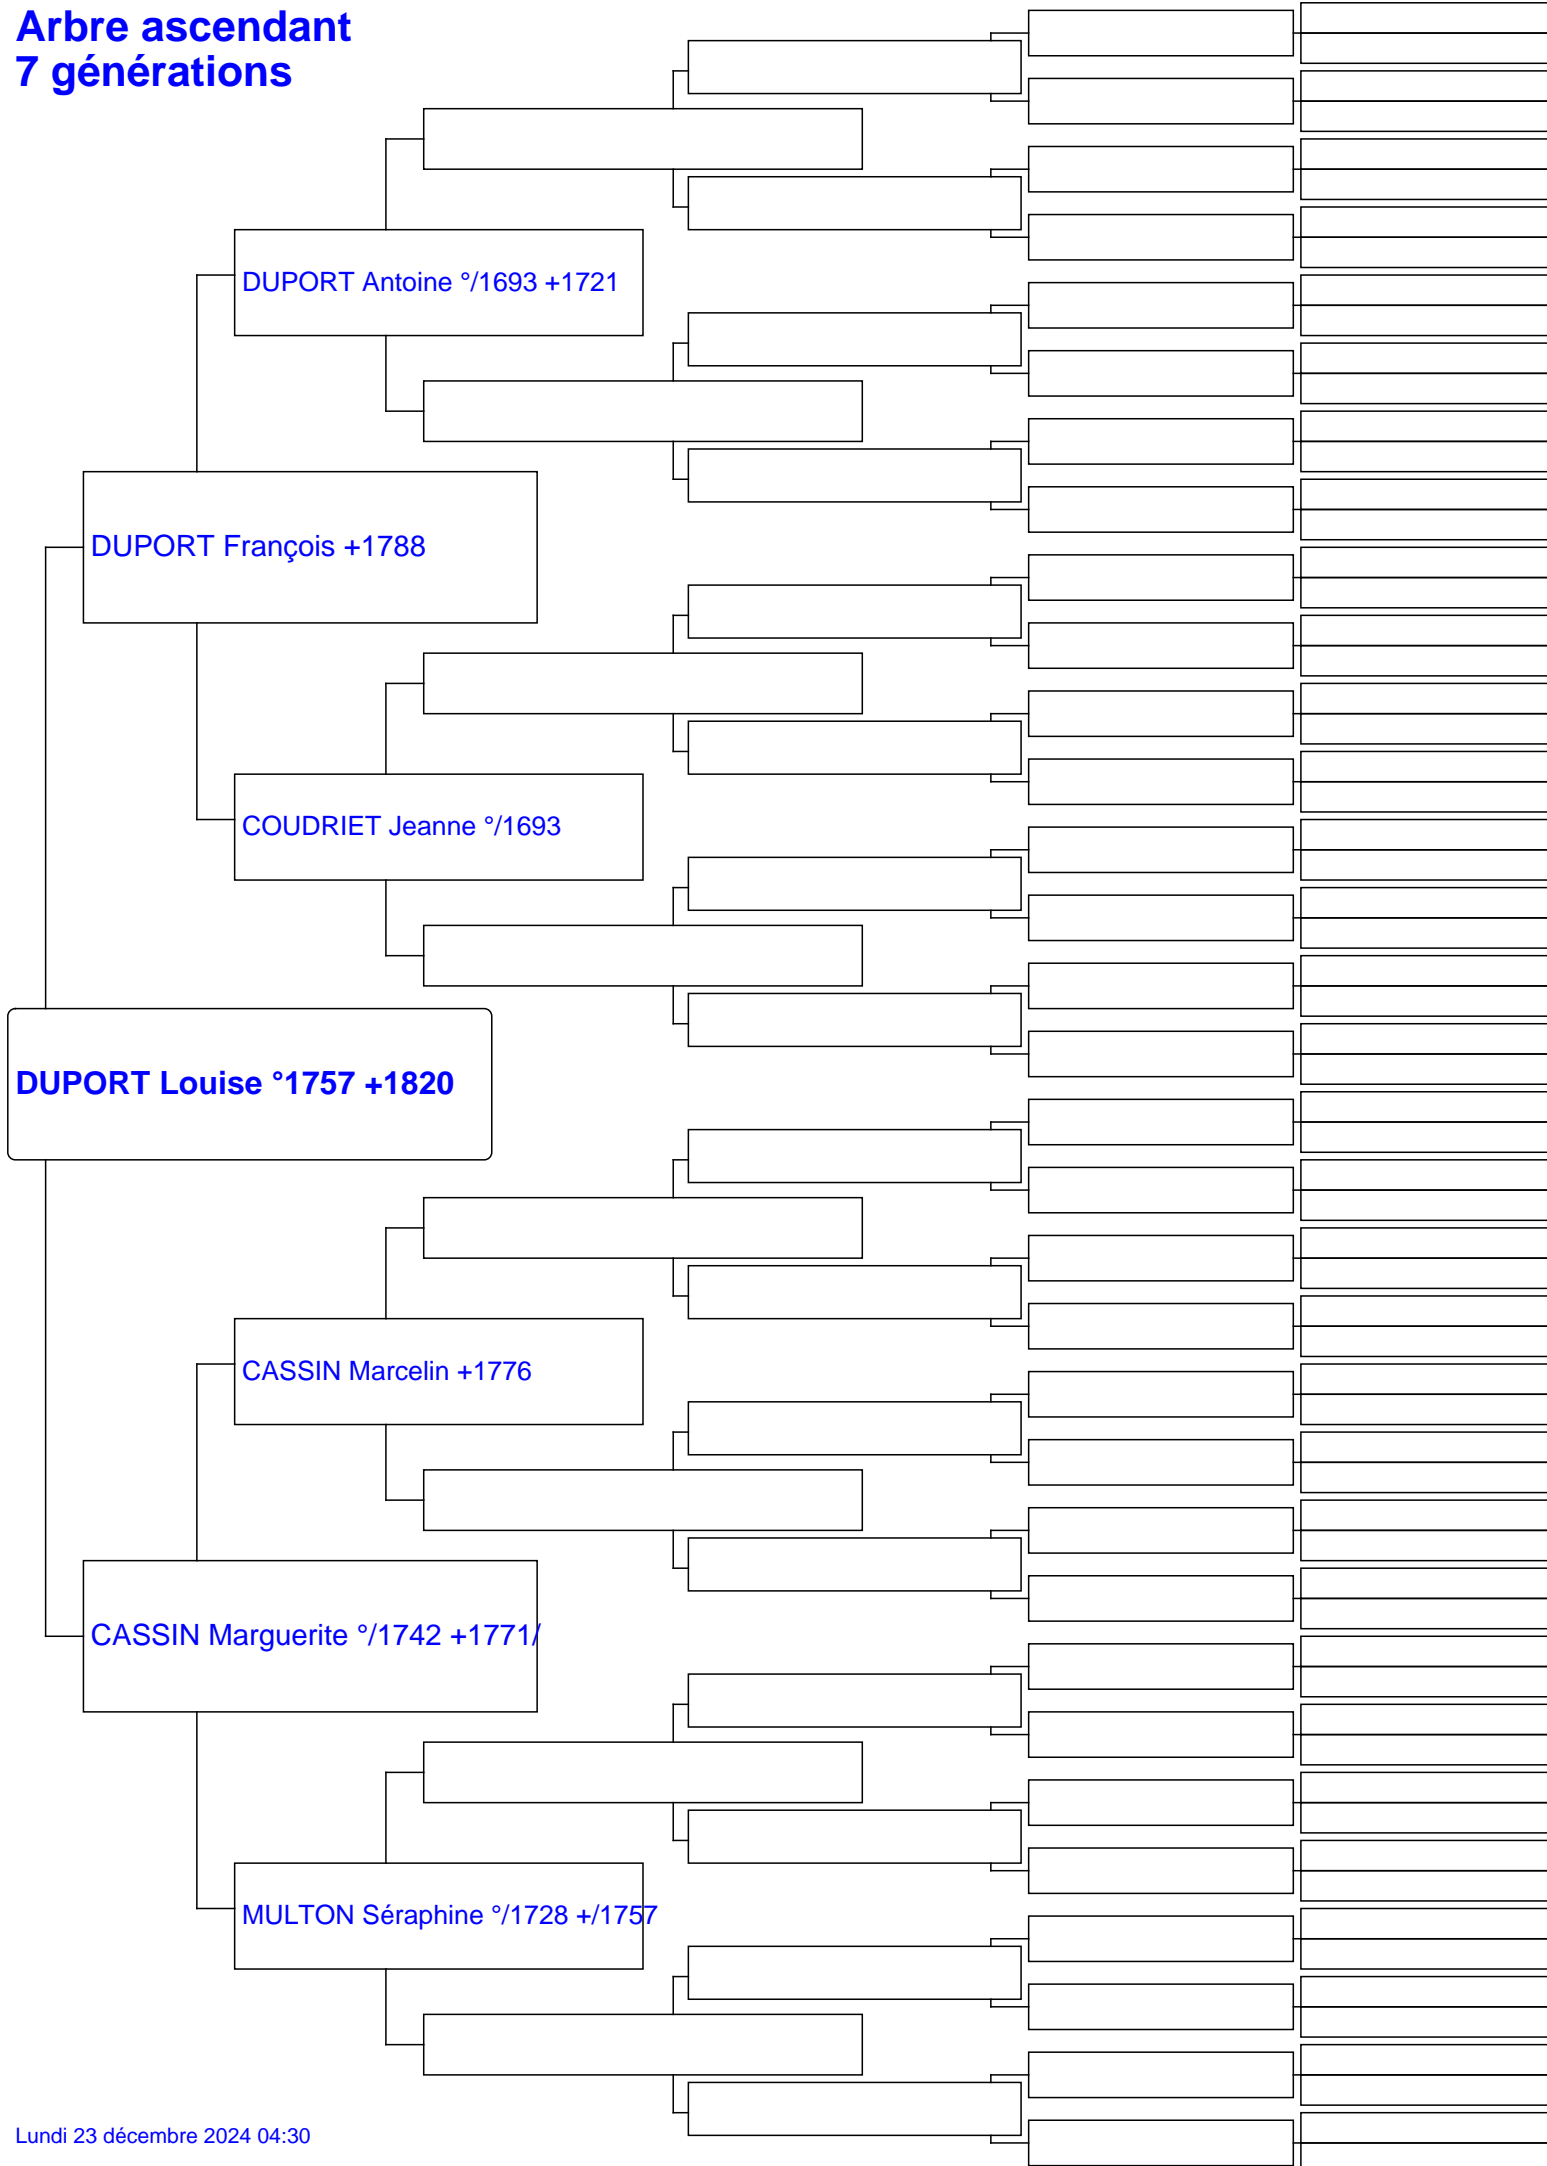 Arbre ascendant
7 générations
DUPORT Antoine °/1693 +1721
DUPORT François +1788
COUDRIET Jeanne °/1693
DUPORT Louise °1757 +1820
CASSIN Marcelin +1776
CASSIN Marguerite °/1742 +1771/
MULTON Séraphine °/1728 +/1757
Lundi 23 décembre 2024 04:30